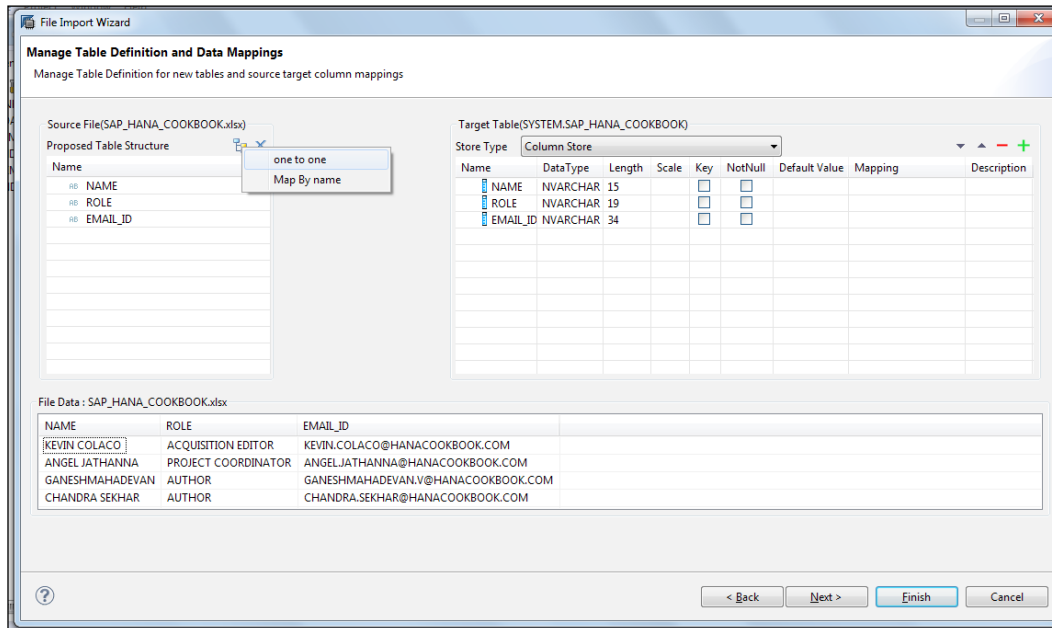 File Import Wizard
Manage Table Definition and Data Mappings
Manage Table Definition for new tables and source target column mappings
Source File(SAP_HANA_COOKBOOK.xlsx)
Proposed Table Structure
Name
AB NAME
AB ROLE
AB EMAIL_ID
one to one
Map By name
Target Table(SYSTEM.SAP_HANA_COOKBOOK)
Store Type Column Store
Name DataType Length Scale Key NotNull Default Value Mapping Description
NAME NVARCHAR 15
ROLE NVARCHAR 19
EMAIL_ID NVARCHAR 34
File Data : SAP_HANA_COOKBOOK.xlsx
NAME ROLE EMAIL_ID
KEVIN COLACO ACQUISITION EDITOR KEVIN.COLACO@HANACOOKBOOK.COM
ANGEL JATHANNA PROJECT COORDINATOR ANGEL.JATHANNA@HANACOOKBOOK.COM
GANESHMAHADEVAN AUTHOR GANESHMAHADEVAN.V@HANACOOKBOOK.COM
CHANDRA SEKHAR AUTHOR CHANDRA.SEKHAR@HANACOOKBOOK.COM
? < Back Next > Finish Cancel